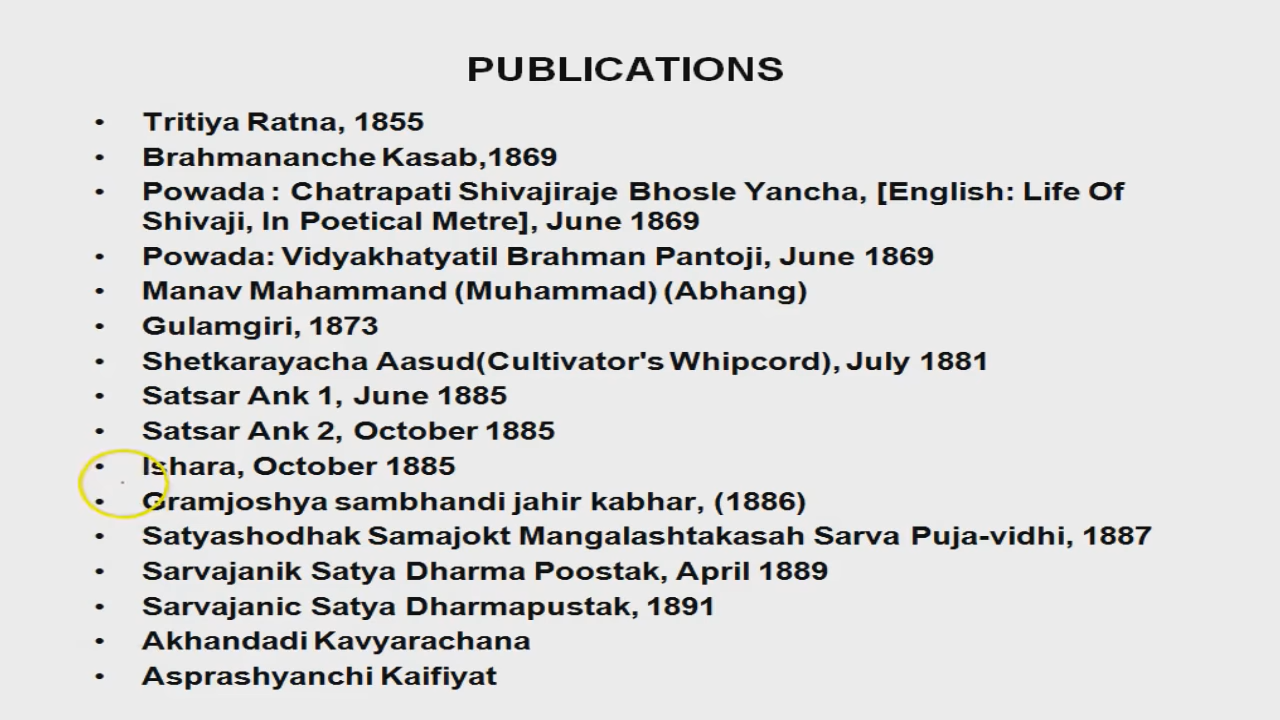 PUBLICATIONS
• Tritiya Ratna, 1855
• Brahmananche Kasab,1869
• Powada : Chatrapati Shivajiraje Bhosle Yancha, [English: Life Of
Shivaji, In Poetical Metre], June 1869
• Powada: Vidyakhatyatil Brahman Pantoji, June 1869
• Manav Mahammand (Muhammad) (Abhang)
• Gulamgiri, 1873
• Shetkarayacha Aasud(Cultivator's Whipcord), July 1881
• Satsar Ank 1, June 1885
• Satsar Ank 2, October 1885
• Ishara, October 1885
• Gramjoshya sambhandi jahir kabhar, (1886)
• Satyashodhak Samajokt Mangalashtakasah Sarva Puja-vidhi, 1887
• Sarvajanik Satya Dharma Poostak, April 1889
• Sarvajanic Satya Dharmapustak, 1891
• Akhandadi Kavyarachana
• Asprashyanchi Kaifiyat